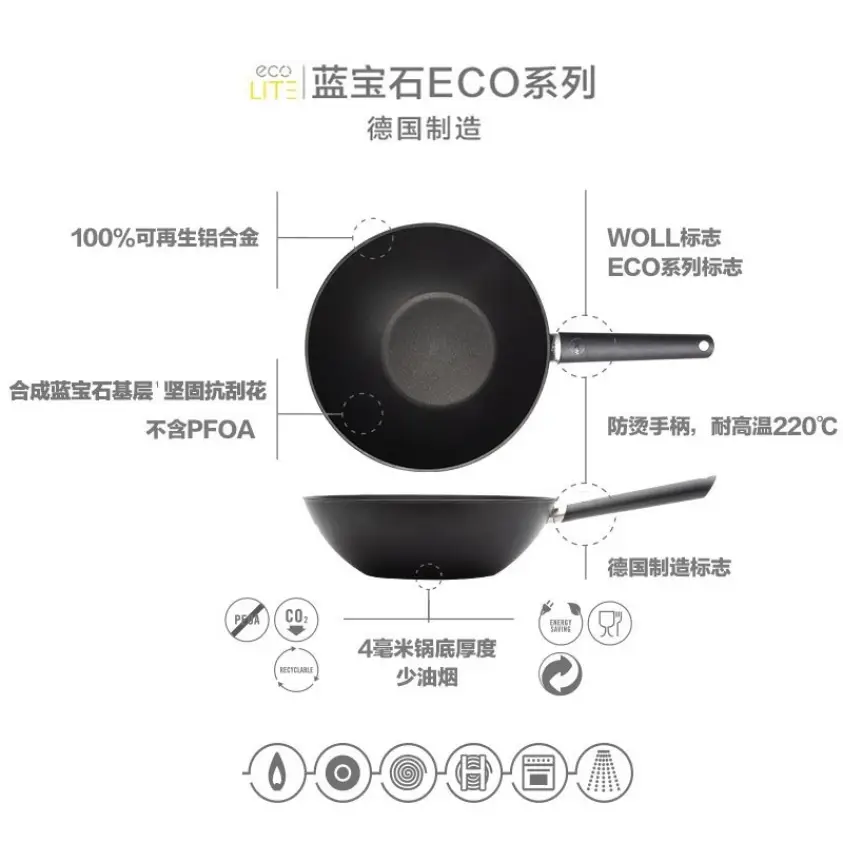 eco
LITE
蓝宝石ECO系列
德国制造
100%可再生铝合金
WOLL标志
ECO系列标志
合成蓝宝石基层 坚固抗刮花
不含PFOA
防烫手柄，耐高温220℃
德国制造标志
PFOA
CO₂
RECYCLABLE
4毫米锅底厚度
少油烟
ENERGY
SAVING